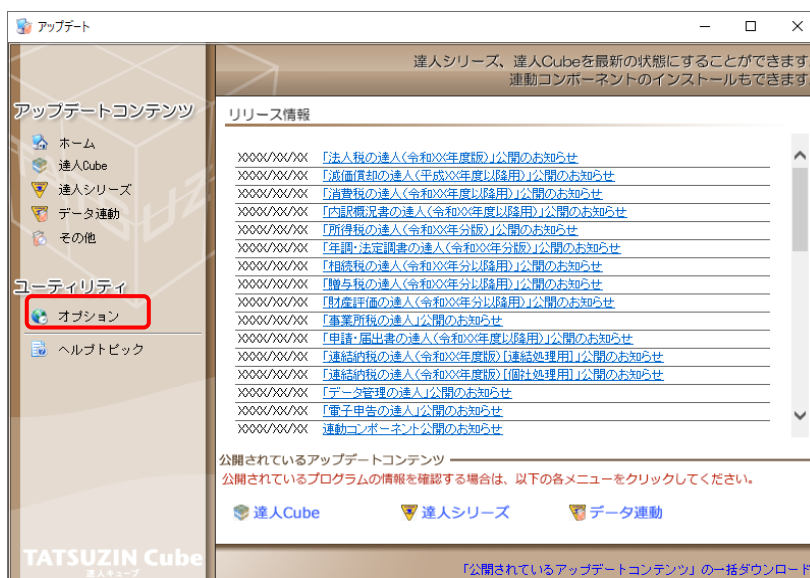 アップデート
達人シリーズ、達人Cubeを最新の状態にすることができます
連動コンポーネントのインストールもできます
アップデートコンテンツ
ホーム
達人Cube
達人シリーズ
データ連動
その他
ユーティリティ
オプション
ヘルプトピック
リリース情報
XXXX/XX/XX 「法人税の達人(令和XX年度版)」公開のお知らせ
XXXX/XX/XX 「減価償却の達人(平成XX年度以降用)」公開のお知らせ
XXXX/XX/XX 「消費税の達人(令和XX年度以降用)」公開のお知らせ
XXXX/XX/XX 「内訳概況書の達人(令和XX年度以降用)」公開のお知らせ
XXXX/XX/XX 「所得税の達人(令和XX年分版)」公開のお知らせ
XXXX/XX/XX 「年調・法定調書の達人(令和XX年分版)」公開のお知らせ
XXXX/XX/XX 「相続税の達人(令和XX年分以降用)」公開のお知らせ
XXXX/XX/XX 「贈与税の達人(令和XX年分以降用)」公開のお知らせ
XXXX/XX/XX 「財産評価の達人(令和XX年分以降用)」公開のお知らせ
XXXX/XX/XX 「事業所税の達人」公開のお知らせ
XXXX/XX/XX 「申請・届出書の達人(令和XX年度以降用)」公開のお知らせ
XXXX/XX/XX 「連結納税の達人(令和XX年度版)[連結処理用]」公開のお知らせ
XXXX/XX/XX 「連結納税の達人(令和XX年度版)[個社処理用]」公開のお知らせ
XXXX/XX/XX 「データ管理の達人」公開のお知らせ
XXXX/XX/XX 「電子申告の達人」公開のお知らせ
XXXX/XX/XX 連動コンポーネント公開のお知らせ
公開されているアップデートコンテンツ
公開されているプログラムの情報を確認する場合は、以下の各メニューをクリックしてください。
達人Cube 達人シリーズ データ連動
TATSUZIN Cube
達人キューブ
「公開されているアップデートコンテンツ」の一括ダウンロード